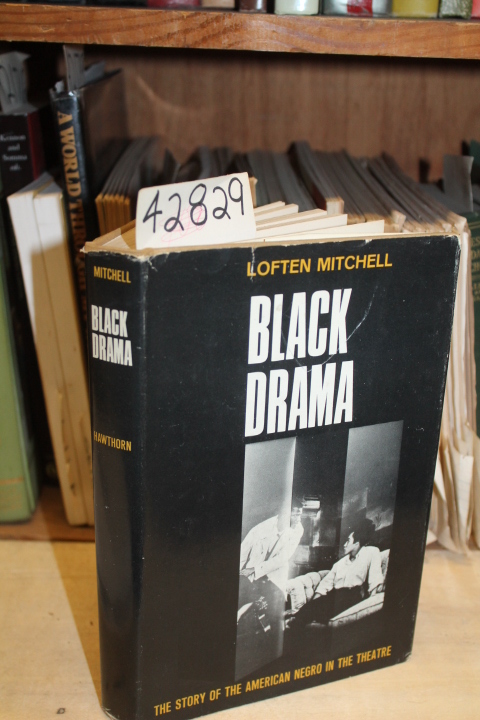 42829
LOFTEN MITCHELL
BLACK
DRAMA
THE STORY OF THE AMERICAN NEGRO IN THE THEATRE
MITCHELL
BLACK
DRAMA
HAWTHORN
A WORLD